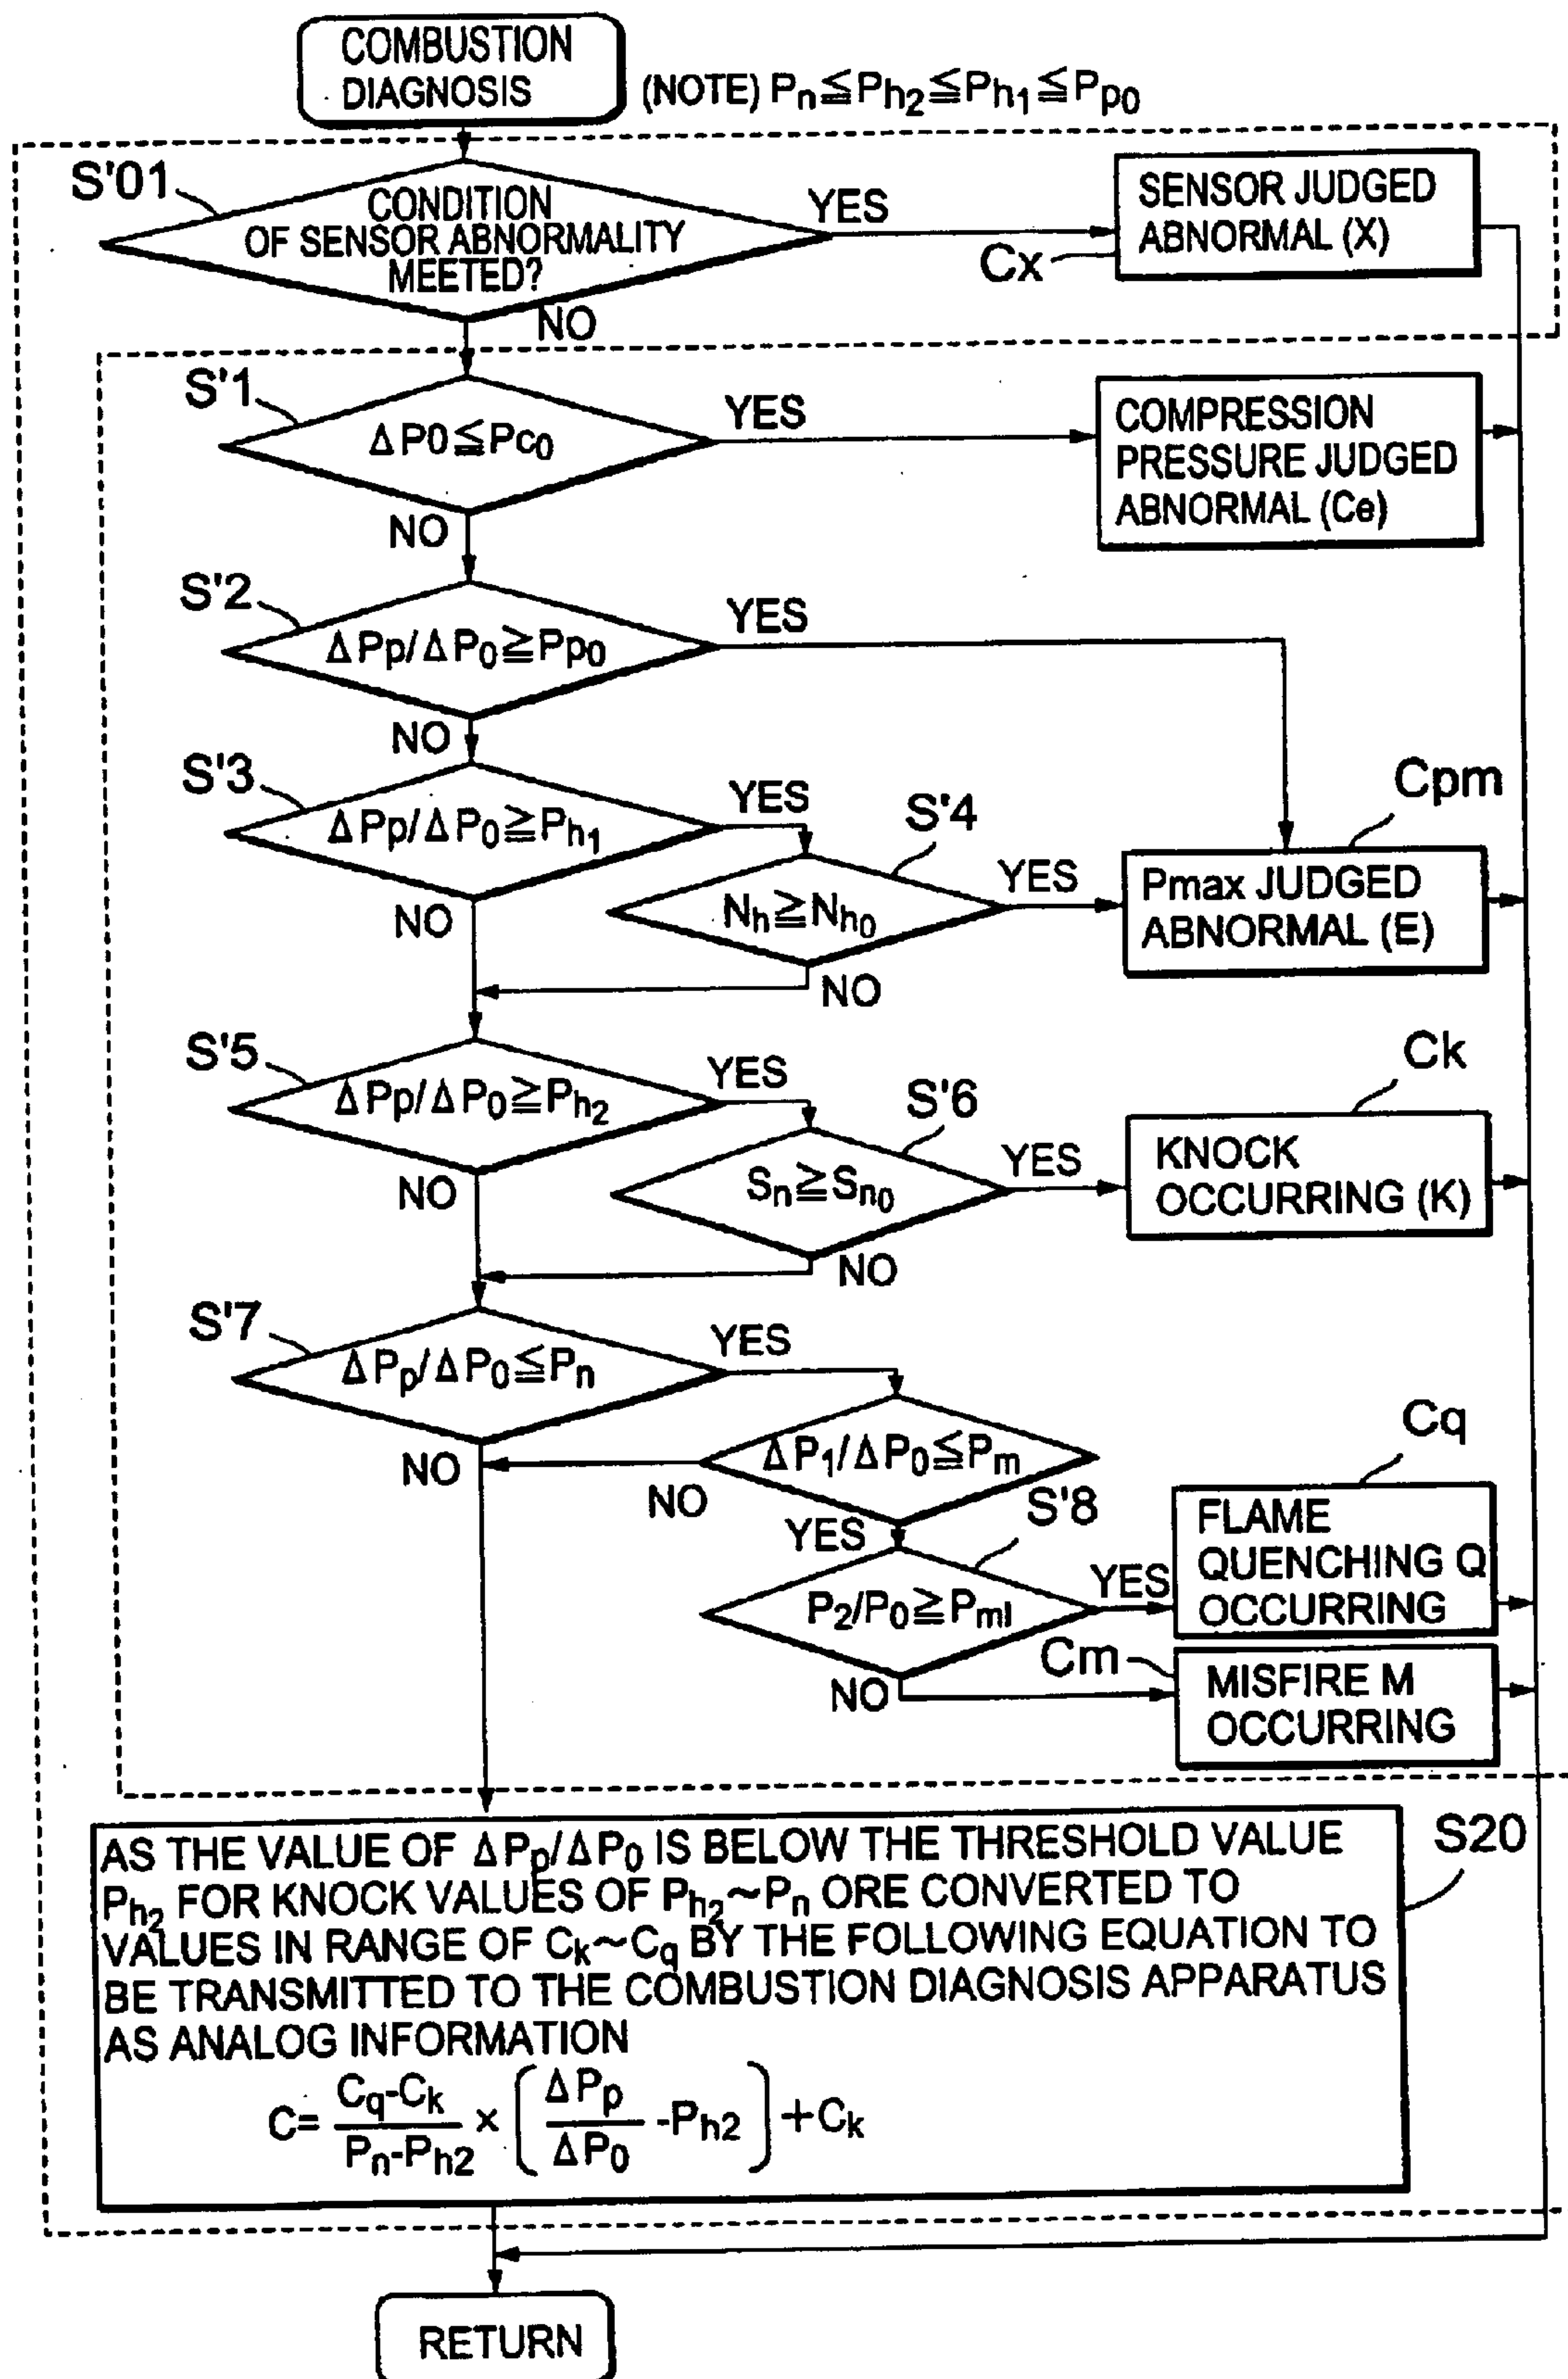 COMBUSTION
DIAGNOSIS
(NOTE) Pn≦Ph2≦Ph1≦Pp0
S'01
CONDITION
OF SENSOR ABNORMALITY
MEETED?
YES
SENSOR JUDGED
ABNORMAL (X)
Cx
NO
S'1
ΔP0≦Pc0
YES
COMPRESSION
PRESSURE JUDGED
ABNORMAL (Ce)
NO
S'2
ΔPp/ΔP0≧Pp0
YES
NO
S'3
ΔPp/ΔP0≧Ph1
YES
S'4
Nh≧Nh0
YES
Cpm
Pmax JUDGED
ABNORMAL (E)
NO
NO
S'5
ΔPp/ΔP0≧Ph2
YES
S'6
Sn≧Sn0
YES
Ck
KNOCK
OCCURRING (K)
NO
NO
S'7
ΔPp/ΔP0≦Pn
YES
ΔP1/ΔP0≦Pm
NO
NO
YES
S'8
P2/P0≧Pml
YES
Cq
FLAME
QUENCHING Q
OCCURRING
Cm
NO
MISFIRE M
OCCURRING
AS THE VALUE OF ΔPp/ΔP0 IS BELOW THE THRESHOLD VALUE
Ph2 FOR KNOCK VALUES OF Ph2~Pn ORE CONVERTED TO
VALUES IN RANGE OF Ck~Cq BY THE FOLLOWING EQUATION TO
BE TRANSMITTED TO THE COMBUSTION DIAGNOSIS APPARATUS
AS ANALOG INFORMATION
C= Cq-Ck / Pn-Ph2 × [ ΔPp / ΔP0 -Ph2 ] +Ck
S20
RETURN